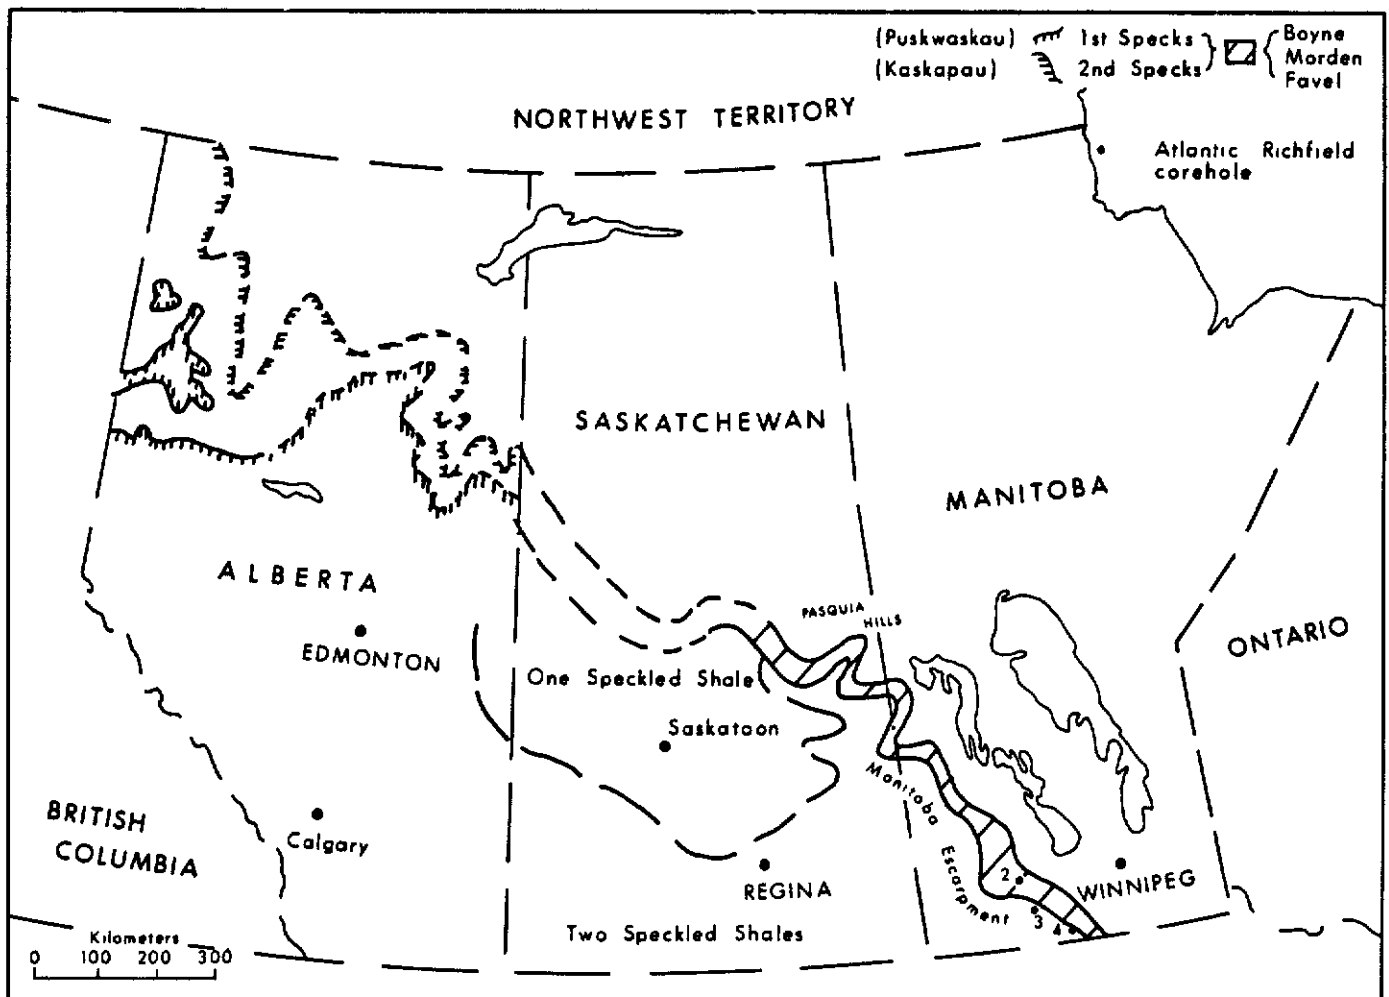 (Puskwaskau) 1st Specks
(Kaskapau) 2nd Specks
Boyne
Morden
Favel
NORTHWEST TERRITORY
Atlantic Richfield
corehole
SASKATCHEWAN
MANITOBA
ALBERTA
EDMONTON
PASQUIA
HILLS
ONTARIO
One Speckled Shale
Saskataon
Manitoba
Escarpment
BRITISH
COLUMBIA
Calgary
REGINA
WINNIPEG
2
3
4
Two Speckled Shales
Kilometers
0 100 200 300